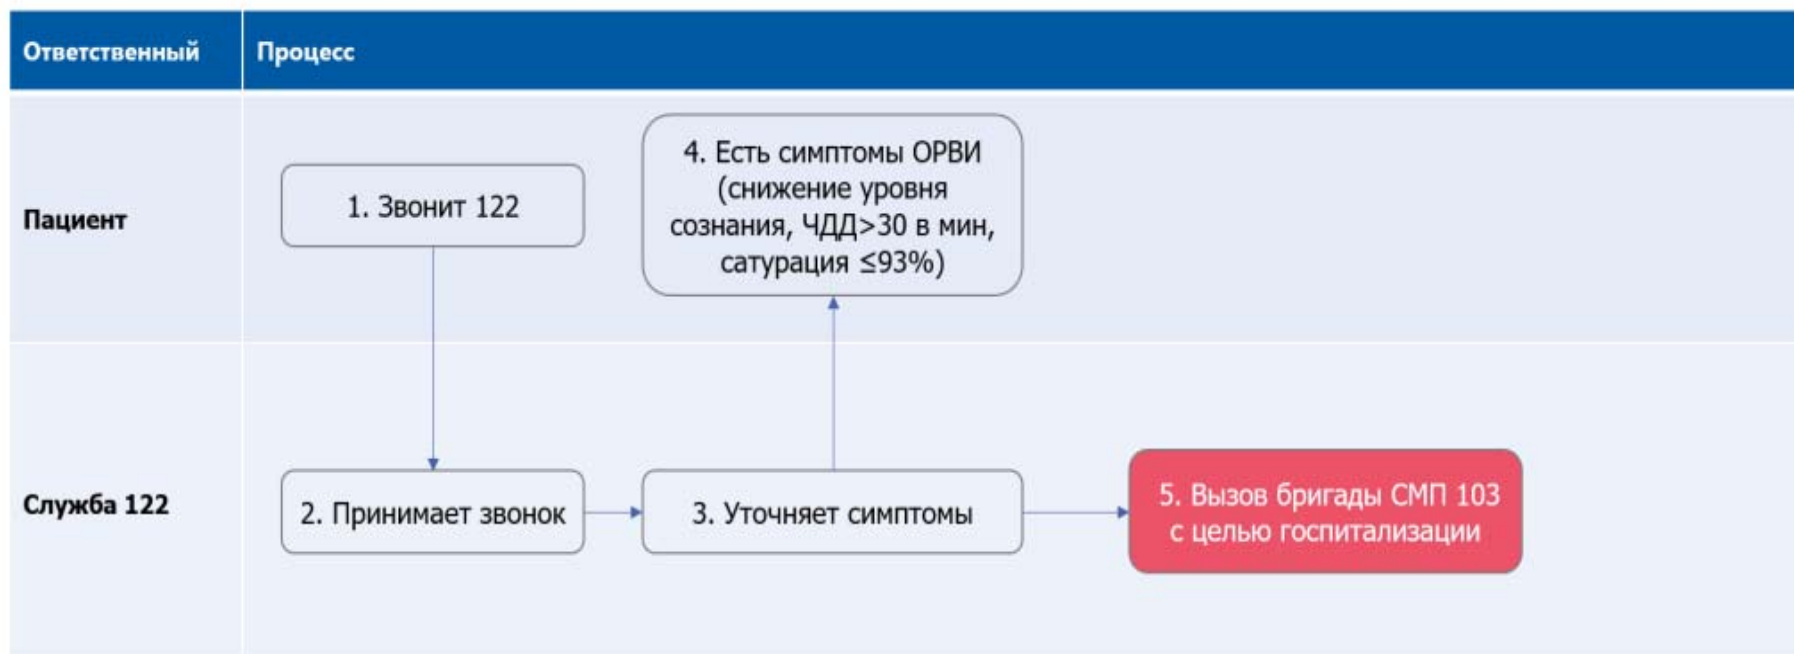 Ответственный
Процесс
Пациент
1. Звонит 122
4. Есть симптомы ОРВИ
(снижение уровня
сознания, ЧДД>30 в мин,
сатурация ≤93%)
Служба 122
2. Принимает звонок
3. Уточняет симптомы
5. Вызов бригады СМП 103
с целью госпитализации